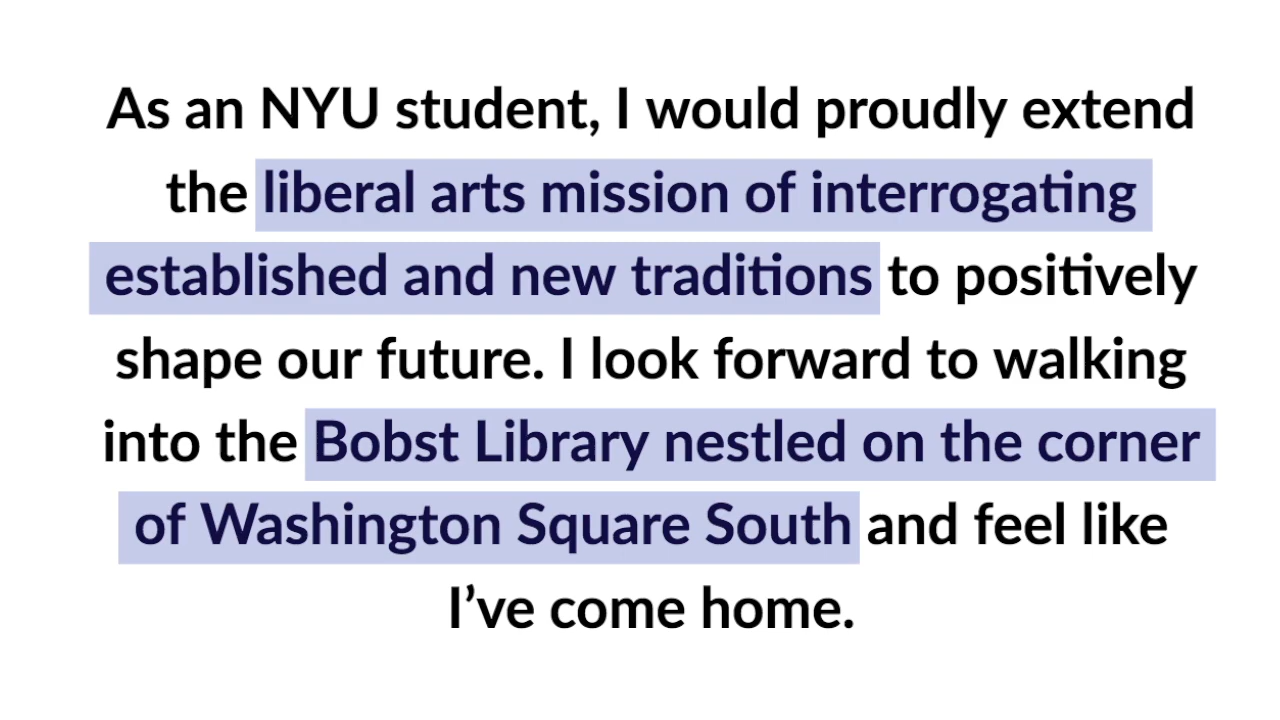 As an NYU student, I would proudly extend
the liberal arts mission of interrogating
established and new traditions to positively
shape our future. I look forward to walking
into the Bobst Library nestled on the corner
of Washington Square South and feel like
I’ve come home.